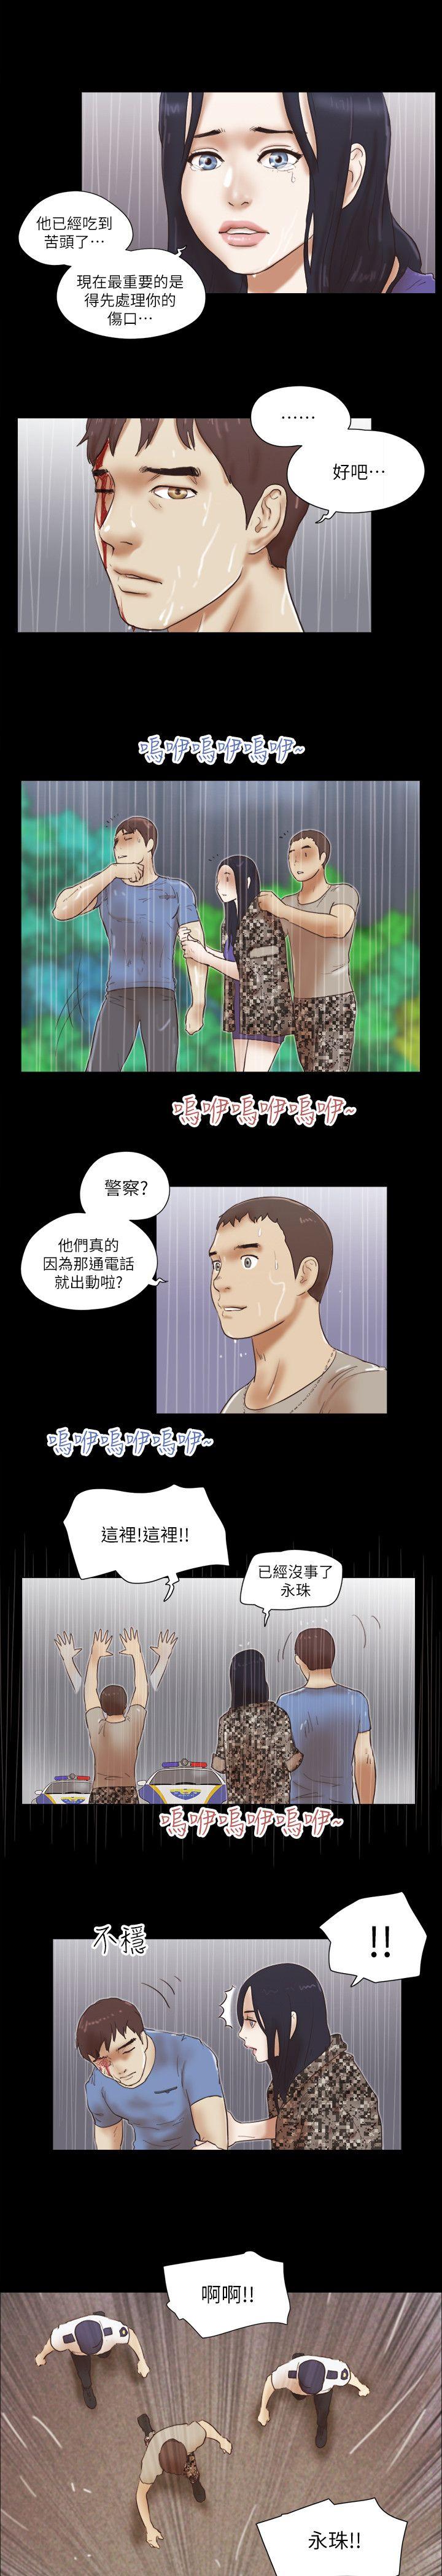 他已經吃到
苦頭了⋯
現在最重要的是
得先處理你的
傷口⋯
⋯⋯
好吧⋯
嗚咿嗚咿嗚咿~
嗚咿嗚咿嗚咿~
警察?
他們真的
因為那通電話
就出動啦?
嗚咿嗚咿嗚咿~
這裡!這裡!!
已經沒事了
永珠
嗚咿嗚咿嗚咿~
不穩
!!
啊啊!!
永珠!!